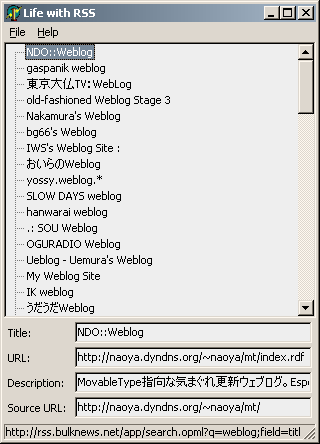 Life with RSS
File Help
NDO::Weblog
gaspanik weblog
東京大仏TV:WebLog
old-fashioned Weblog Stage 3
Nakamura's Weblog
bg66's Weblog
IWS's Weblog Site :
おいらのWeblog
yossy.weblog.*
SLOW DAYS weblog
hanwarai weblog
.: SOU Weblog
OGURADIO Weblog
Ueblog - Uemura's Weblog
My Weblog Site
IK weblog
うだうだWeblog
Title: NDO::Weblog
URL: http://naoya.dyndns.org/~naoya/mt/index.rdf
Description: MovableType指向な気まぐれ更新ウェブログ。Espe
Source URL: http://naoya.dyndns.org/~naoya/mt/
http://rss.bulknews.net/app/search.opml?q=weblog;field=titl